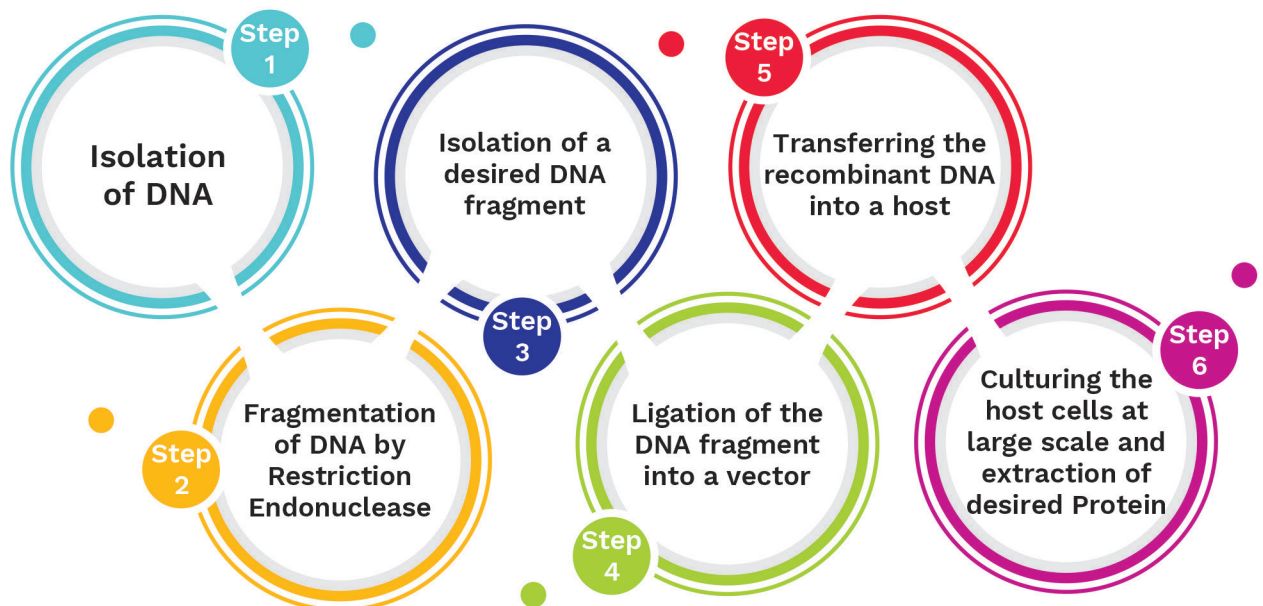 Step
1
Isolation
of DNA
Step
2
Fragmentation
of DNA by
Restriction
Endonuclease
Step
3
Isolation of a
desired DNA
fragment
Step
4
Ligation of the
DNA fragment
into a vector
Step
5
Transferring the
recombinant DNA
into a host
Step
6
Culturing the
host cells at
large scale and
extraction of
desired Protein